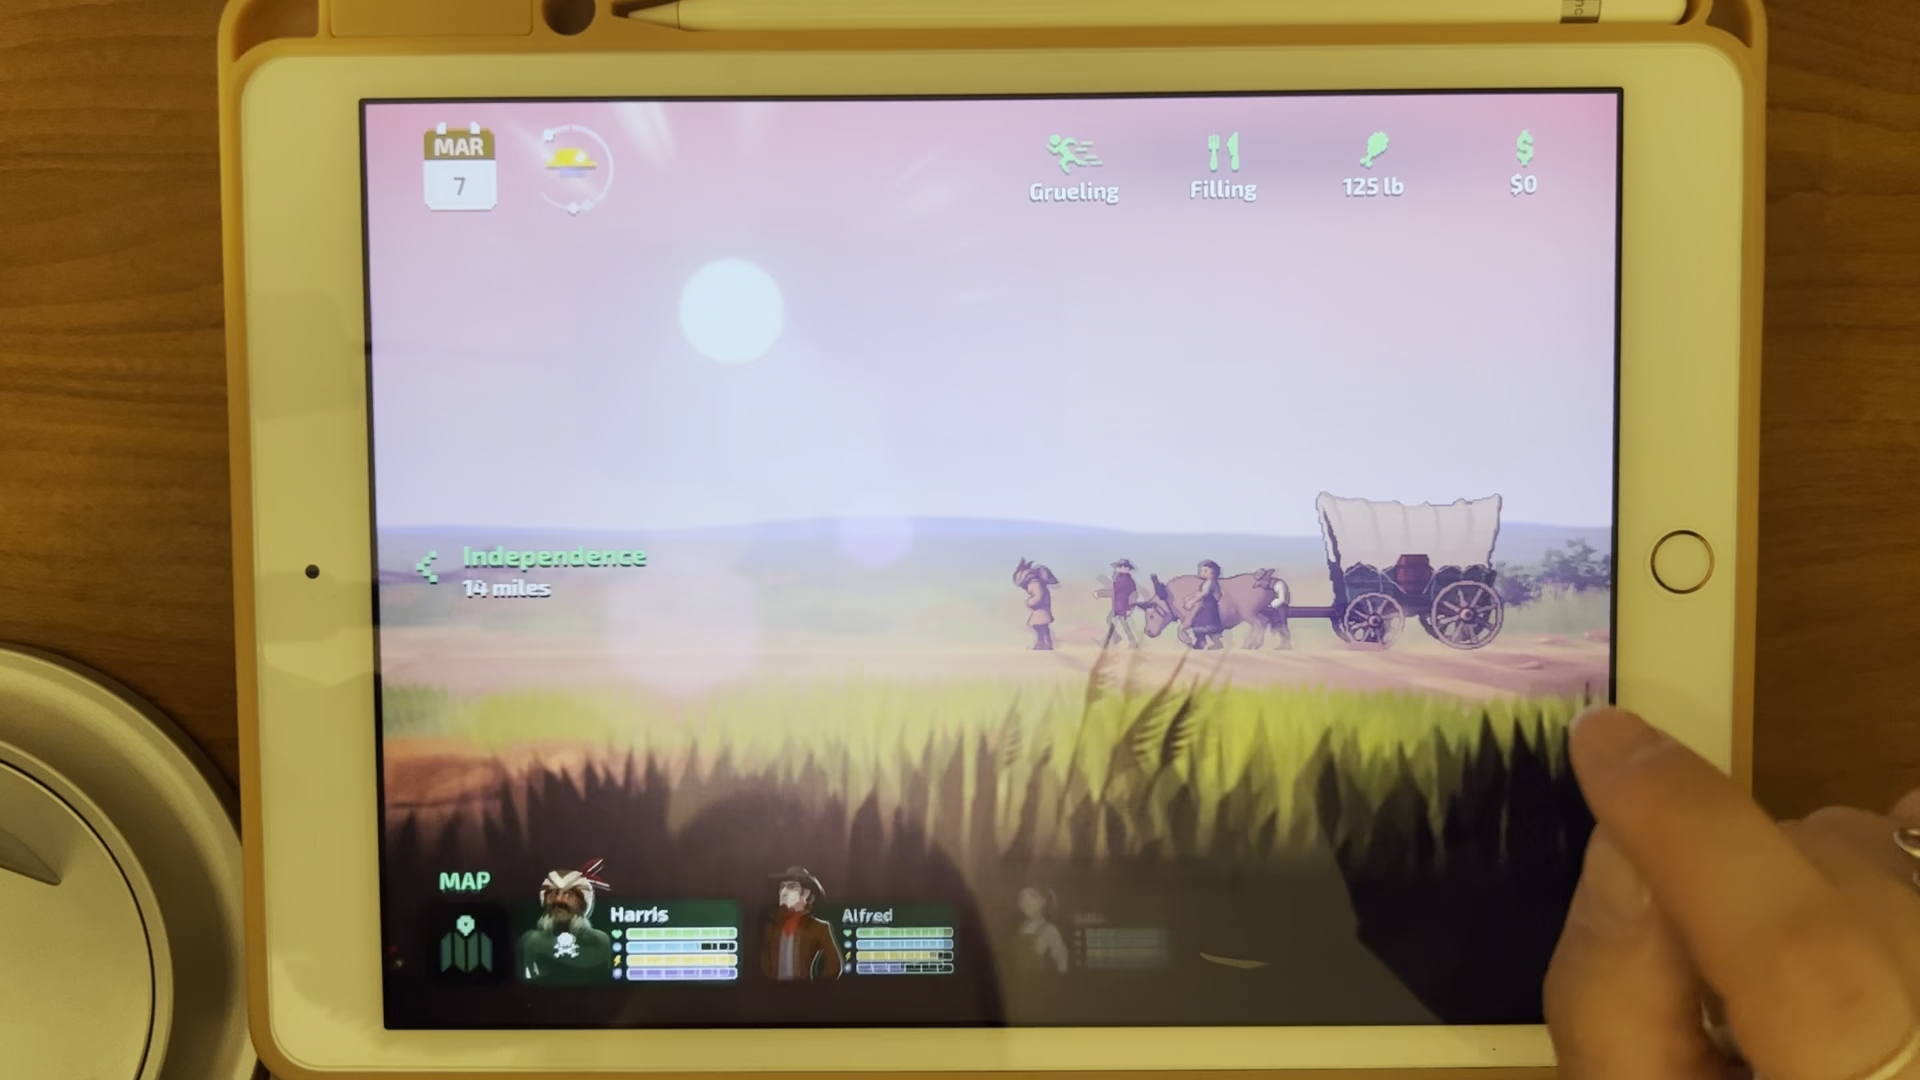 MAR
7
Grueling
Filling
125 lb
$0
Independence
14 miles
MAP
Harris
Alfred